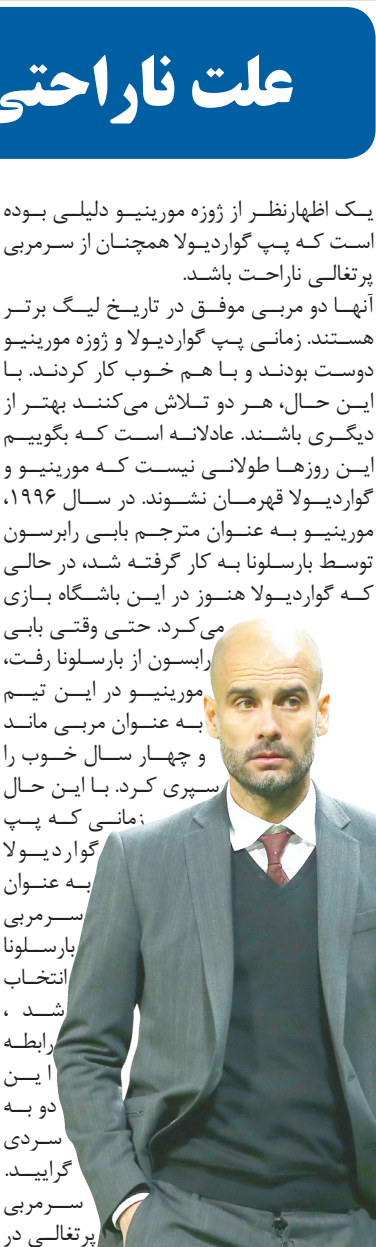 علت ناراحتی
یک اظهارنظر از ژوزه مورینیو دلیلی بوده
است که پپ گواردیولا همچنان از سرمربی
پرتغالی ناراحت باشد.
آنها دو مربی موفق در تاریخ لیگ برتر
هستند. زمانی پپ گواردیولا و ژوزه مورینیو
دوست بودند و با هم خوب کار کردند. با
این حال، هر دو تلاش می‌کنند بهتر از
دیگری باشند. عادلانه است که بگوییم
این روزها طولانی نیست که مورینیو و
گواردیولا قهرمان نشوند. در سال ۱۹۹۶،
مورینیو به عنوان مترجم بابی رابرسون
توسط بارسلونا به کار گرفته شد، در حالی
که گواردیولا هنوز در این باشگاه بازی
می‌کرد. حتی وقتی بابی
رابسون از بارسلونا رفت،
مورینیو در این تیم
به عنوان مربی ماند
و چهار سال خوب را
سپری کرد. با این حال
زمانی که پپ
گواردیولا
به عنوان
سرمربی
بارسلونا
انتخاب
شد ،
رابطه
این
دو به
سردی
گرایید.
سرمربی
پرتغالی در